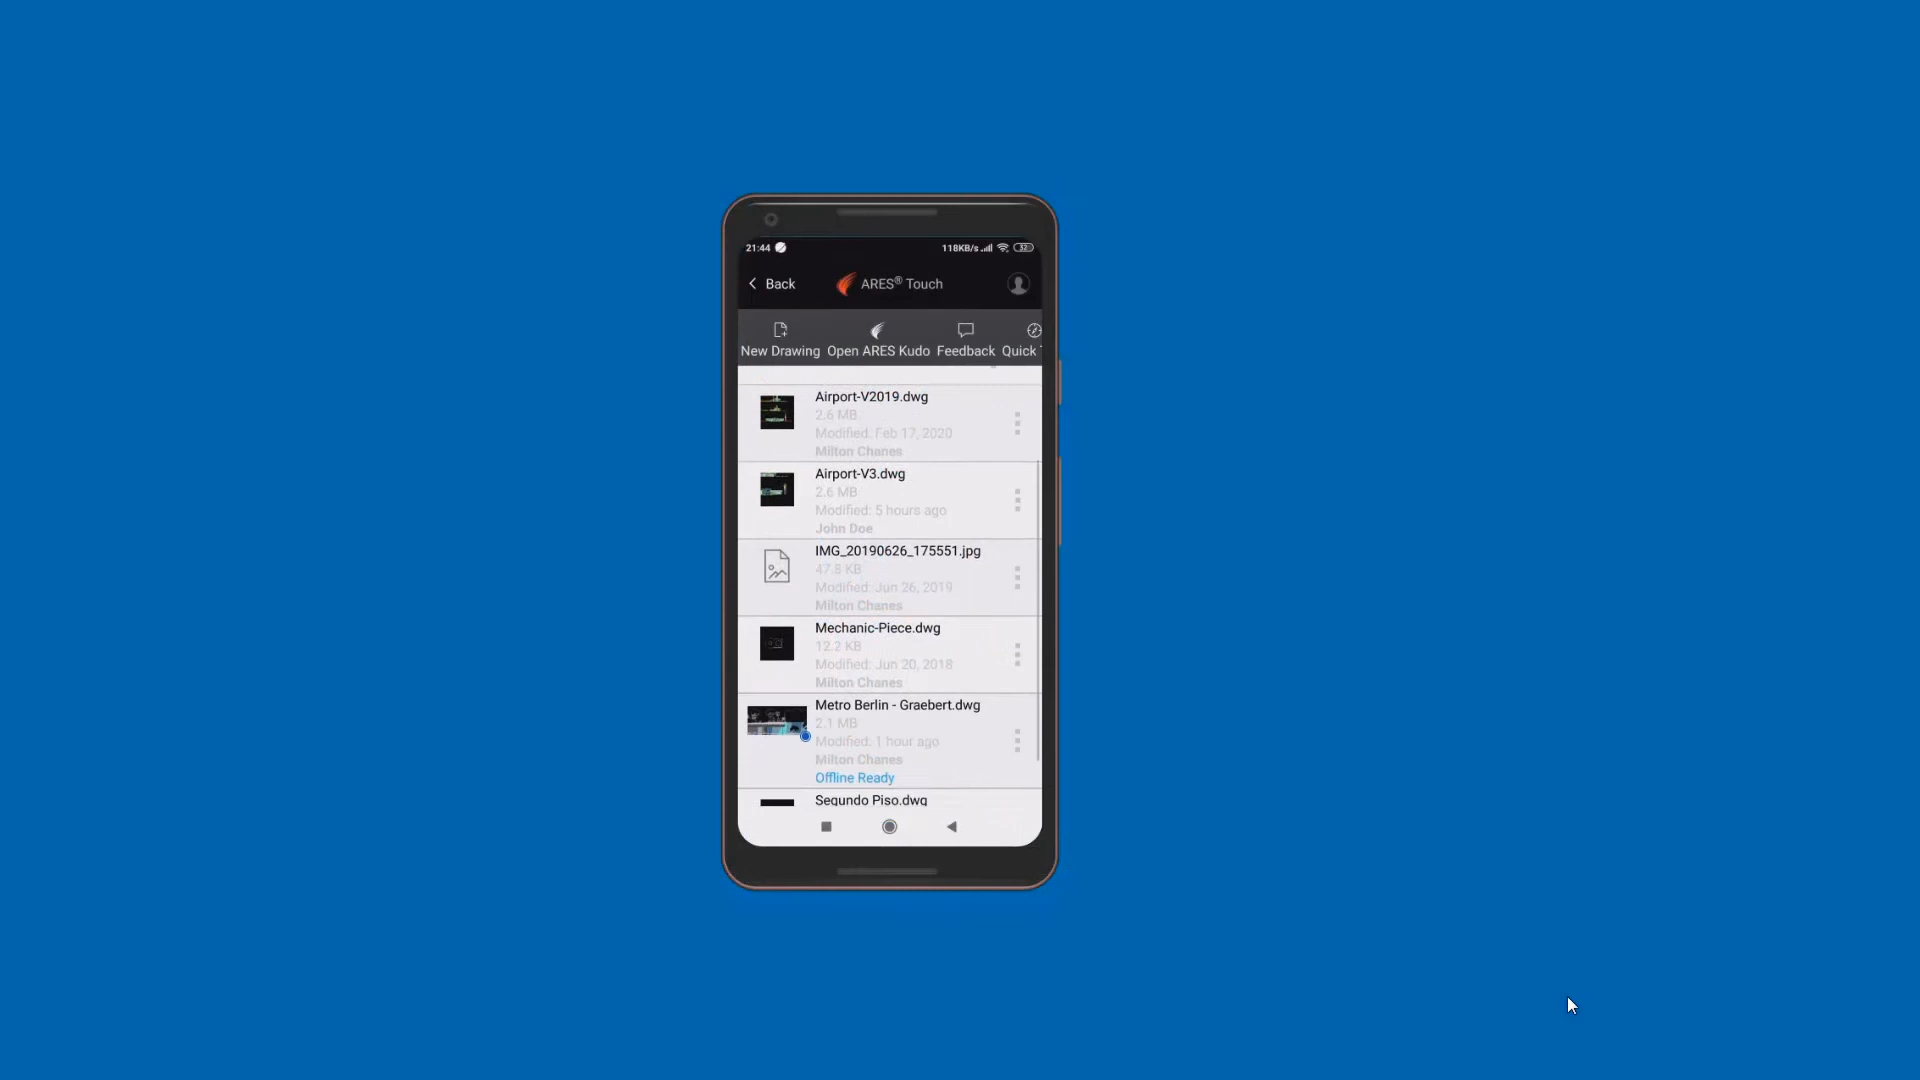 21:44 118KB/s 32
Back ARES® Touch
New Drawing Open ARES Kudo Feedback Quick
Airport-V2019.dwg
2.6 MB
Modified: Feb 17, 2020
Milton Chanes
Airport-V3.dwg
2.6 MB
Modified: 5 hours ago
John Doe
IMG_20190626_175551.jpg
47.8 KB
Modified: Jun 26, 2019
Milton Chanes
Mechanic-Piece.dwg
12.2 KB
Modified: Jun 20, 2018
Milton Chanes
Metro Berlin - Graebert.dwg
2.1 MB
Modified: 1 hour ago
Milton Chanes
Offline Ready
Segundo Piso.dwg